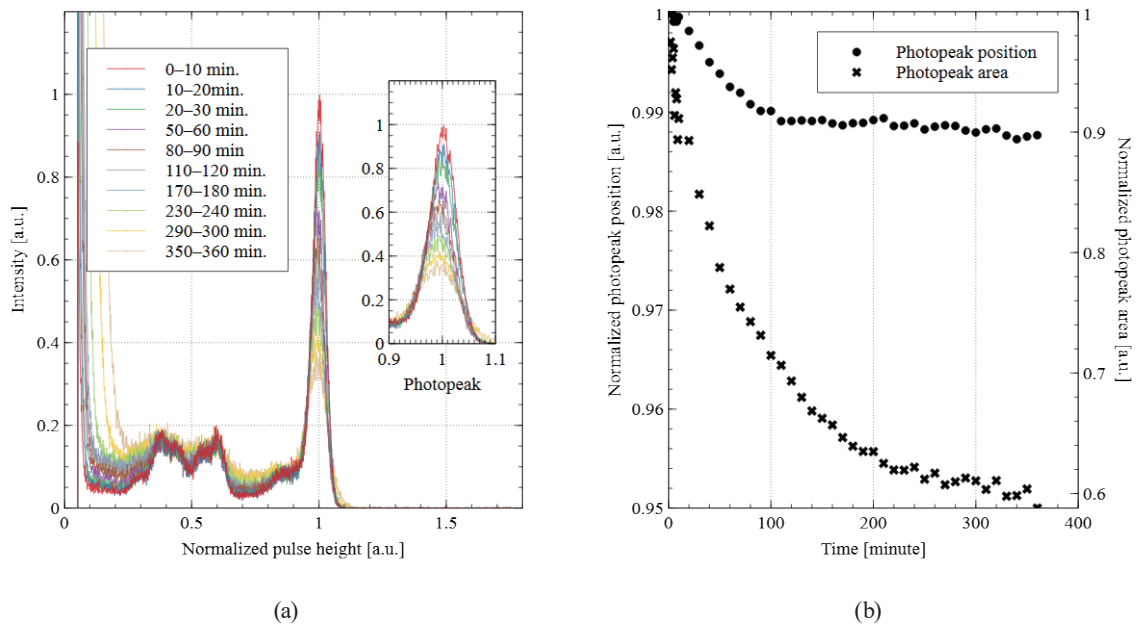 0–10 min.
10–20min.
20–30 min.
50–60 min.
80–90 min
110–120 min.
170–180 min.
230–240 min.
290–300 min.
350–360 min.
Intensity [a.u.]
1
0.8
0.6
0.4
0.2
0
0 0.5 1 1.5
Normalized pulse height [a.u.]
1
0.8
0.6
0.4
0.2
0
0.9 1 1.1
Photopeak
(a)
Photopeak position
Photopeak area
Normalized photopeak position [a.u.]
1
0.99
0.98
0.97
0.96
0.95
0 100 200 300 400
Time [minute]
1
0.9
0.8
0.7
0.6
Normalized photopeak area
[a.u.]
(b)